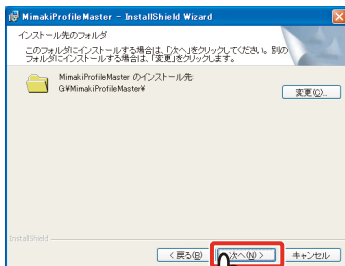 MimakiProfileMaster - InstallShield Wizard
インストール先のフォルダ
このフォルダにインストールする場合は、「次へ」をクリックしてください。別の
フォルダにインストールする場合は、「変更」をクリックします。
MimakiProfileMaster のインストール先:
G:¥MimakiProfileMaster¥
変更(C)...
InstallShield
< 戻る(B)
次へ(N) >
キャンセル